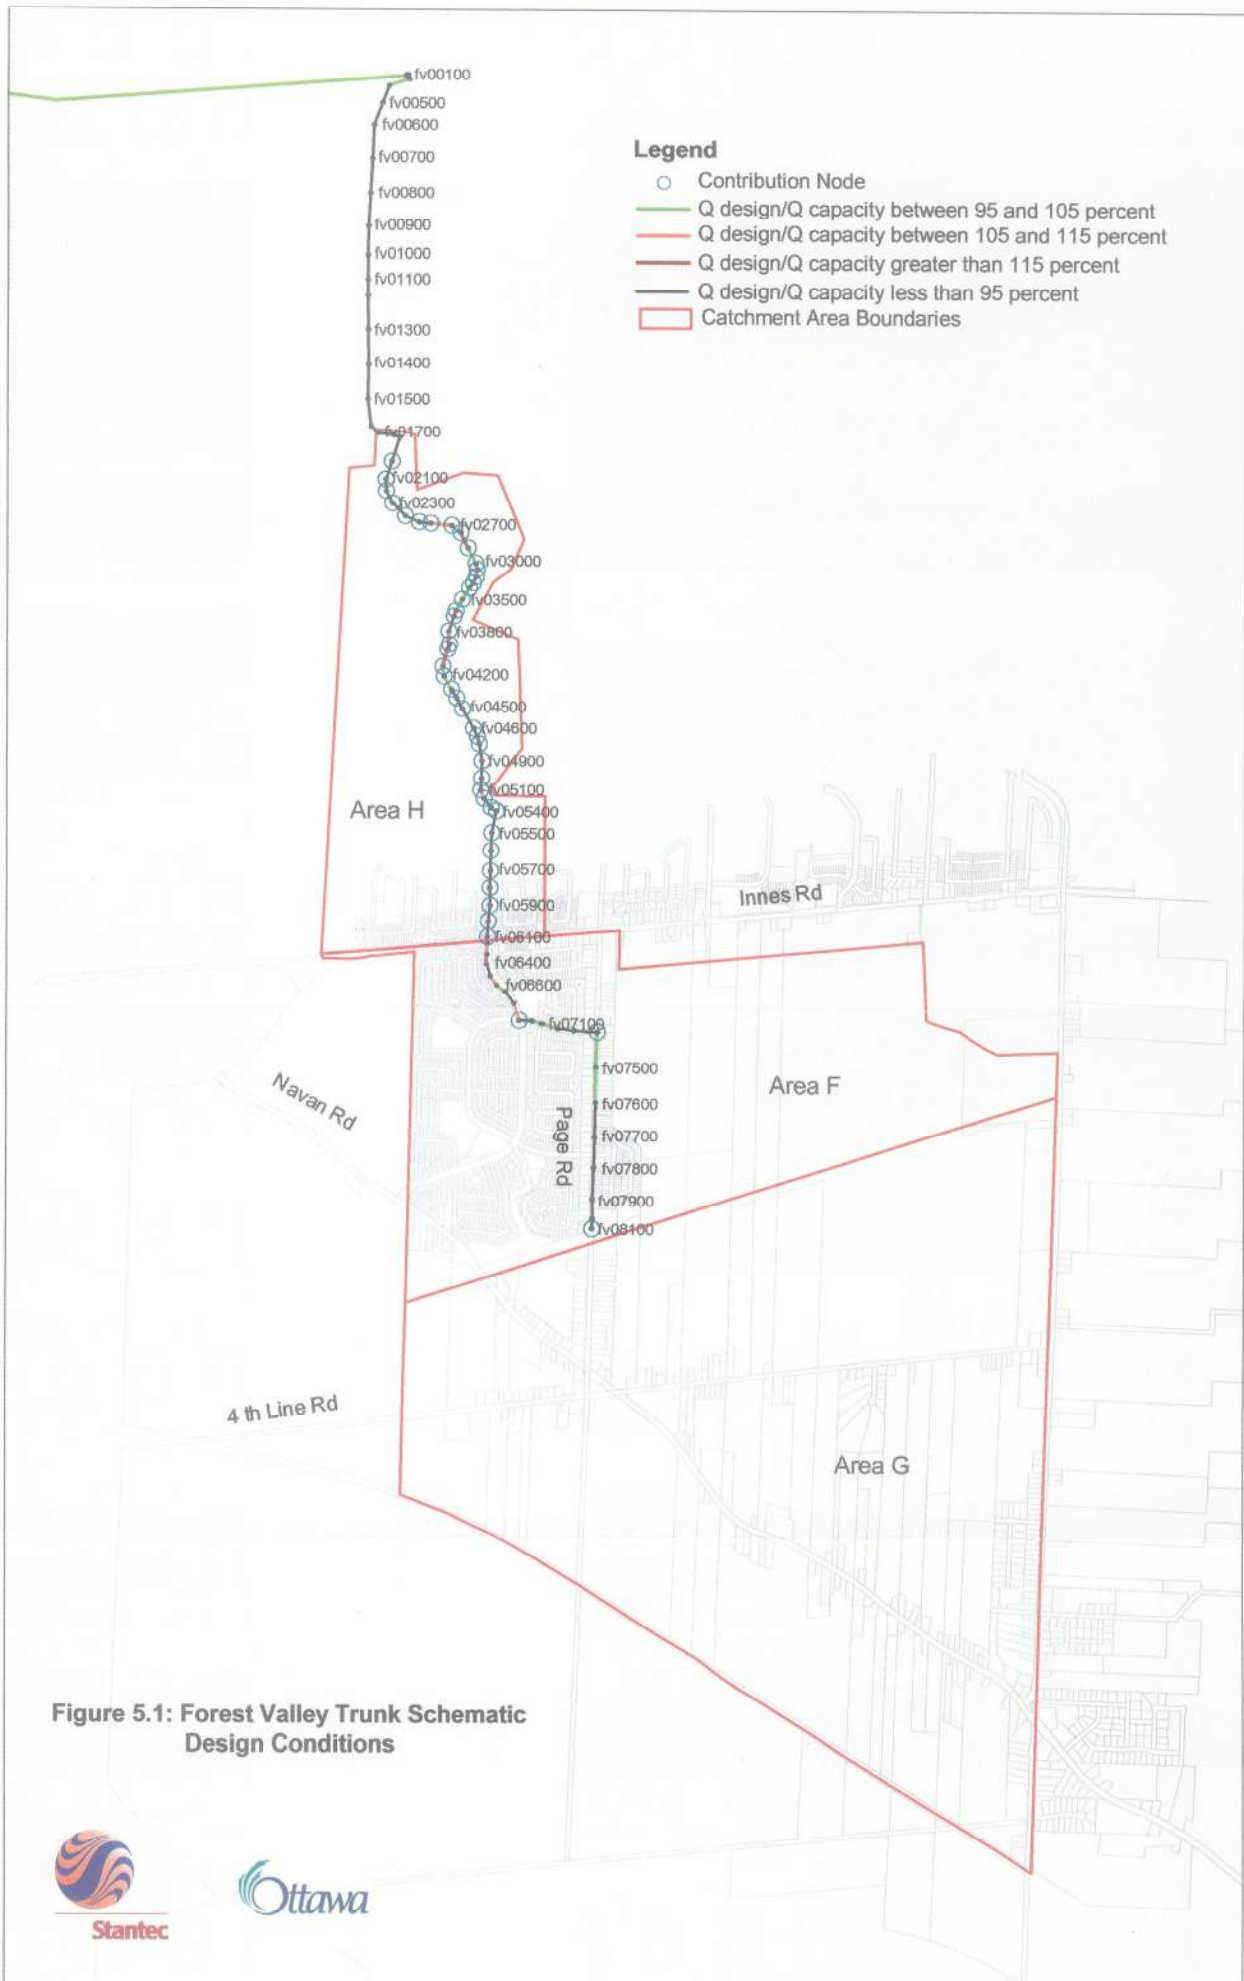 fv00100
fv00500
fv00600
fv00700
fv00800
fv00900
fv01000
fv01100
fv01300
fv01400
fv01500
fv01700
Legend
Contribution Node
Q design/Q capacity between 95 and 105 percent
Q design/Q capacity between 105 and 115 percent
Q design/Q capacity greater than 115 percent
Q design/Q capacity less than 95 percent
Catchment Area Boundaries
fv02100
fv02300
fv02700
fv03000
fv03500
fv03800
fv04200
fv04500
fv04600
fv04900
fv05100
Area H
fv05400
fv05500
fv05700
Innes Rd
fv05900
fv06100
fv06400
fv06600
fv07100
fv07500
Area F
Navan Rd
fv07600
Page Rd
fv07700
fv07800
fv07900
fv08100
4 th Line Rd
Area G
Figure 5.1: Forest Valley Trunk Schematic
Design Conditions
Stantec
Ottawa